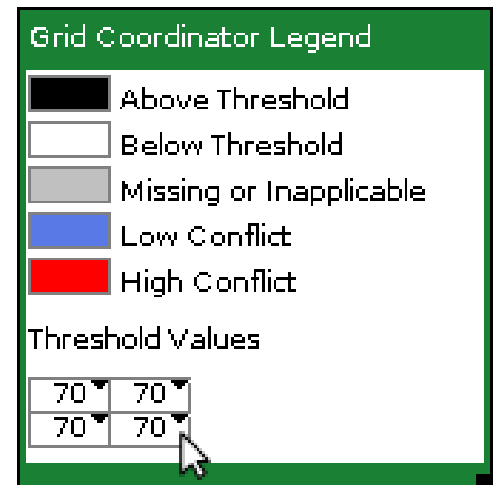 Grid Coordinator Legend
Above Threshold
Below Threshold
Missing or Inapplicable
Low Conflict
High Conflict
Threshold Values
70 70
70 70